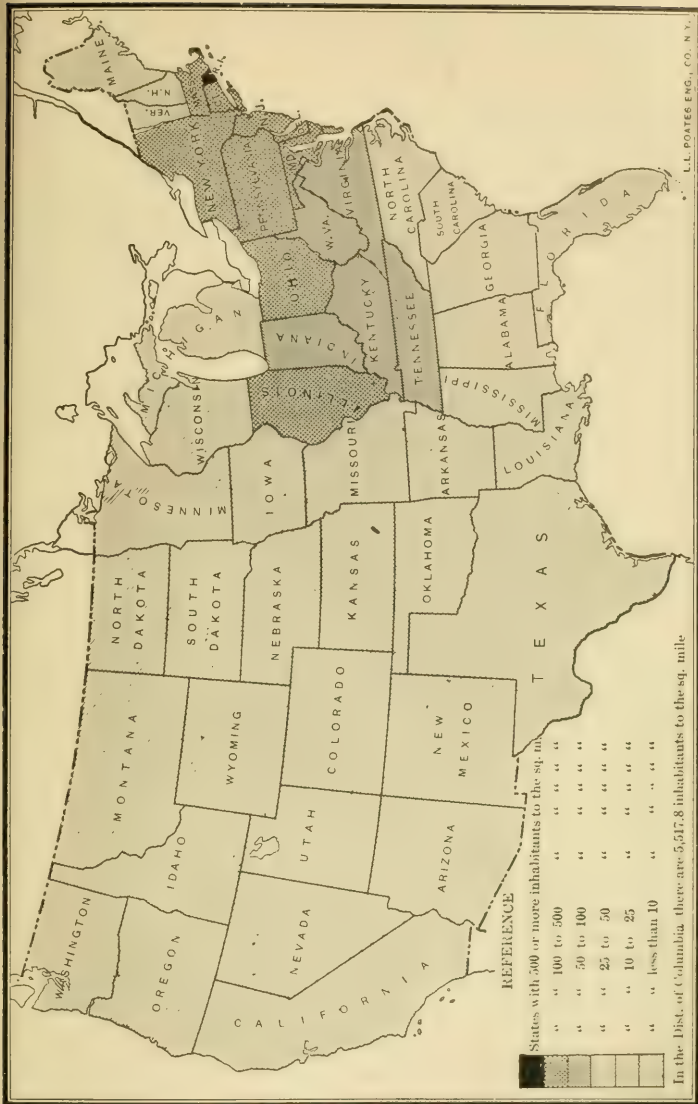 WASHINGTON
OREGON
CALIFORNIA
NEVADA
IDAHO
MONTANA
WYOMING
UTAH
ARIZONA
COLORADO
NEW
MEXICO
NORTH
DAKOTA
SOUTH
DAKOTA
NEBRASKA
KANSAS
OKLAHOMA
TEXAS
MINNESOTA
IOWA
MISSOURI
ARKANSAS
LOUISIANA
WISCONSIN
MICHIGAN
ILLINOIS
INDIANA
OHIO
KENTUCKY
TENNESSEE
MISSISSIPPI
ALABAMA
GEORGIA
FLORIDA
SOUTH
CAROLINA
NORTH
CAROLINA
VIRGINIA
W.VA.
PENNSYLVANIA
NEW YORK
VER.
N.H.
MAINE
R.I.
REFERENCE
States with 500 or more inhabitants to the sq. mi.
“ “ 100 to 500 “ “ “ “
“ “ 50 to 100 “ “ “ “
“ “ 25 to 50 “ “ “ “
“ “ 10 to 25 “ “ “ “
“ “ less than 10 “ “ “ “
In the Dist. of Columbia there are 5,517.8 inhabitants to the sq. mile
L.L. POATES ENG. CO. N.Y.